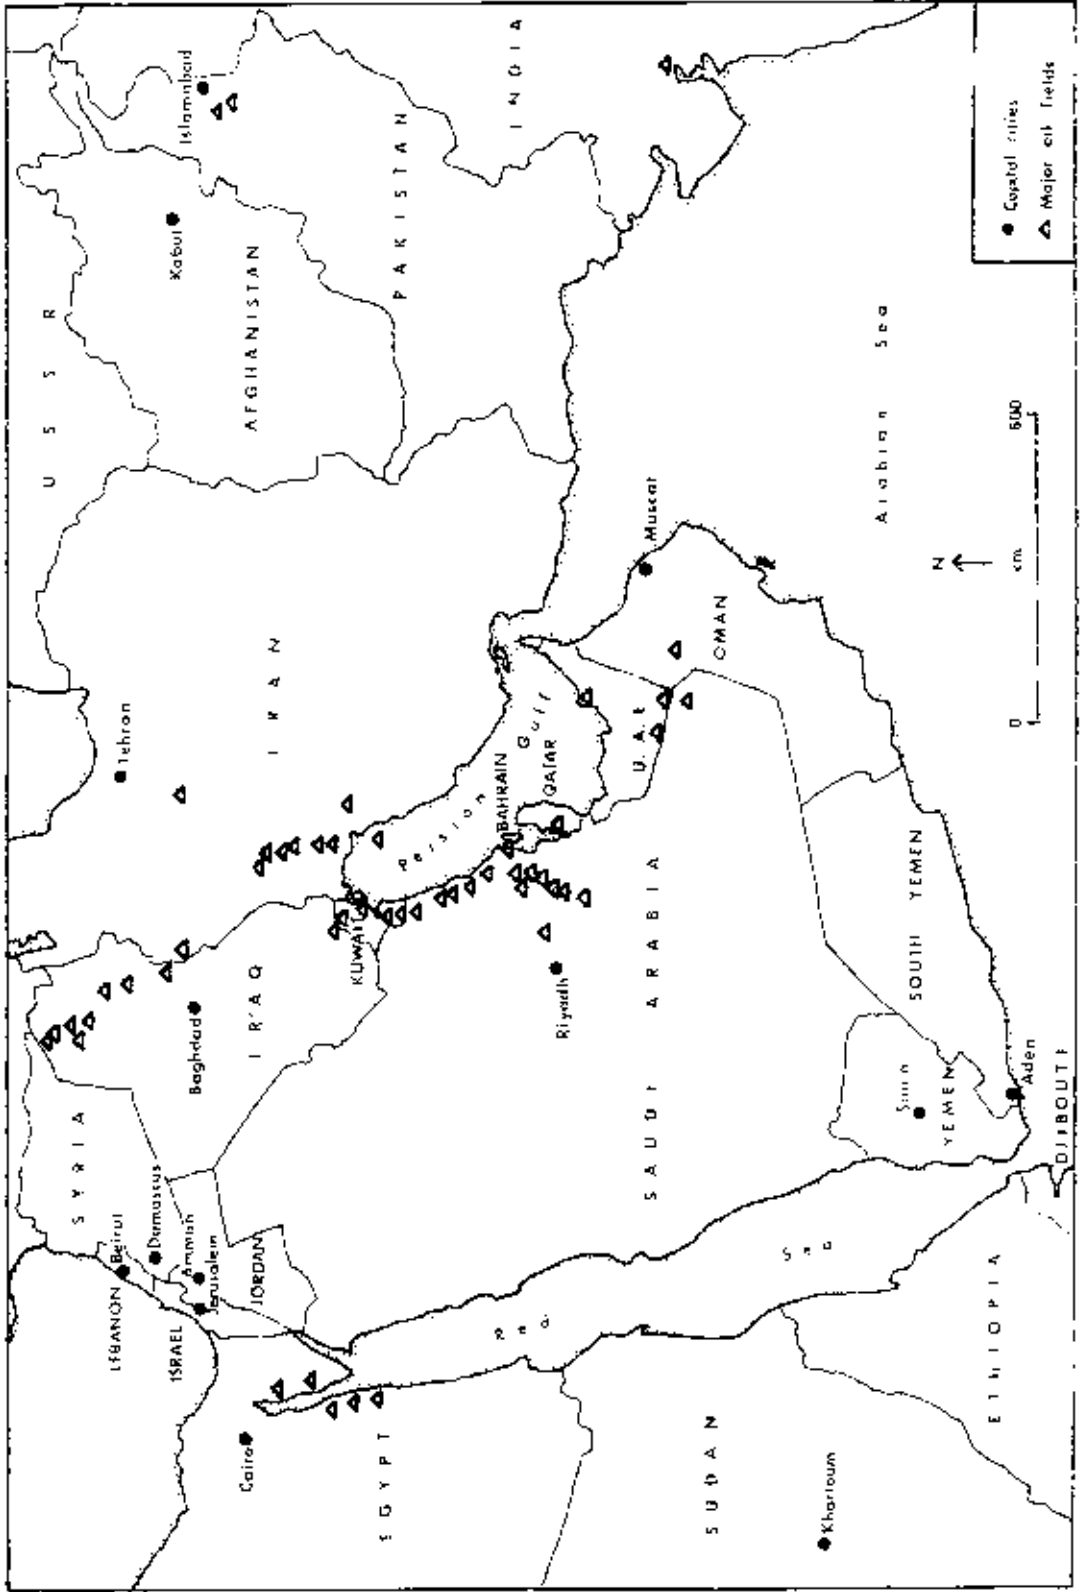 U S S R
Islamabad
Kabul
AFGHANISTAN
PAKISTAN
INDIA
Tehran
IRAN
SYRIA
Beirut
LEBANON
Damascus
Amman
Jerusalem
ISRAEL
JORDAN
Baghdad
IRAQ
KUWAIT
Persian Gulf
BAHRAIN
QATAR
U.A.E
Muscat
OMAN
Riyadh
SAUDI ARABIA
Cairo
EGYPT
Red Sea
SUDAN
Khartoum
ETHIOPIA
DJIBOUTI
YEMEN
Aden
SOUTH YEMEN
Arabian Sea
N
0 km 600
Capital cities
Major oil fields